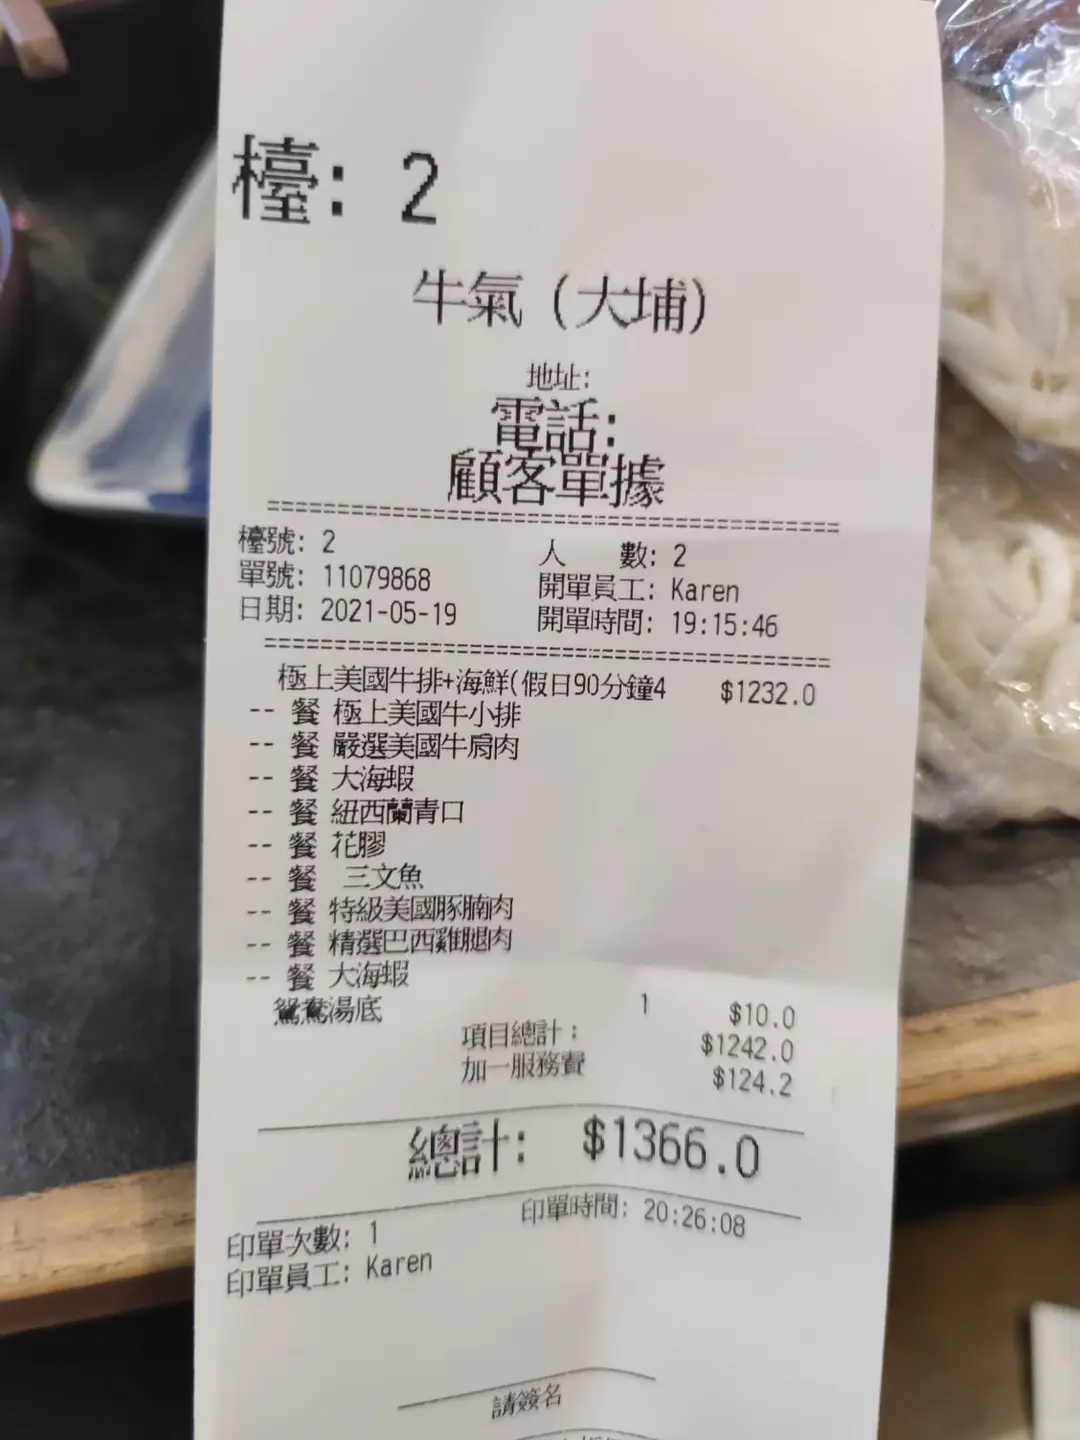 檯: 2
牛氣 (大埔)
地址:
電話:
顧客單據
檯號: 2 人 數: 2
單號: 11079868 開單員工: Karen
日期: 2021-05-19 開單時間: 19:15:46
極上美國牛排+海鮮(假日90分鐘4 $1232.0
-- 餐 極上美國牛小排
-- 餐 嚴選美國牛肩肉
-- 餐 大海蝦
-- 餐 紐西蘭青口
-- 餐 花膠
-- 餐 三文魚
-- 餐 特級美國豚腩肉
-- 餐 精選巴西雞腿肉
-- 餐 大海蝦
鴛鴦湯底 1 $10.0
項目總計: $1242.0
加一服務費 $124.2
總計: $1366.0
印單時間: 20:26:08
印單次數: 1
印單員工: Karen
請簽名